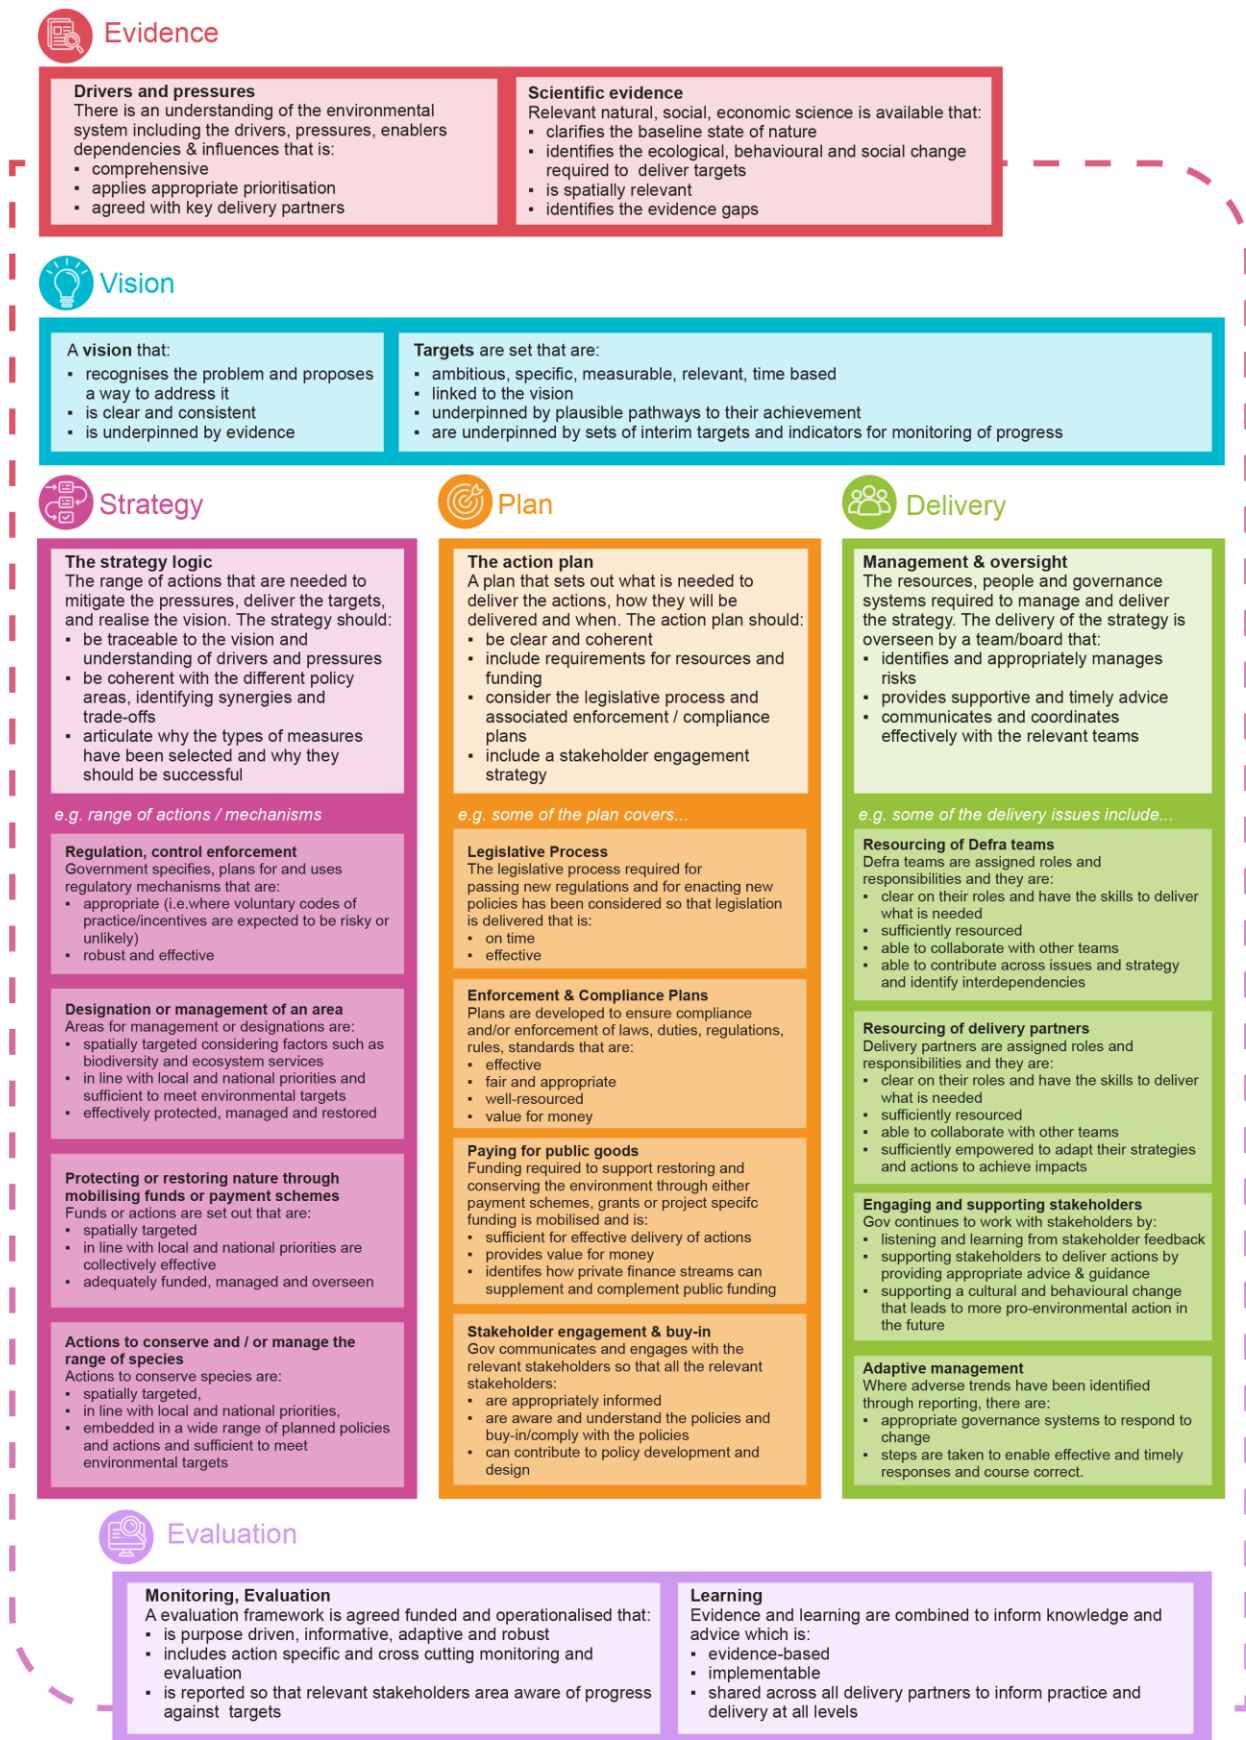 Evidence
Drivers and pressures
There is an understanding of the environmental
system including the drivers, pressures, enablers
dependencies & influences that is:
▪ comprehensive
▪ applies appropriate prioritisation
▪ agreed with key delivery partners
Scientific evidence
Relevant natural, social, economic science is available that:
▪ clarifies the baseline state of nature
▪ identifies the ecological, behavioural and social change
required to deliver targets
▪ is spatially relevant
▪ identifies the evidence gaps
Vision
A vision that:
▪ recognises the problem and proposes
a way to address it
▪ is clear and consistent
▪ is underpinned by evidence
Targets are set that are:
▪ ambitious, specific, measurable, relevant, time based
▪ linked to the vision
▪ underpinned by plausible pathways to their achievement
▪ are underpinned by sets of interim targets and indicators for monitoring of progress
Strategy
The strategy logic
The range of actions that are needed to
mitigate the pressures, deliver the targets,
and realise the vision. The strategy should:
▪ be traceable to the vision and
understanding of drivers and pressures
▪ be coherent with the different policy
areas, identifying synergies and
trade-offs
▪ articulate why the types of measures
have been selected and why they
should be successful
e.g. range of actions / mechanisms
Regulation, control enforcement
Government specifies, plans for and uses
regulatory mechanisms that are:
▪ appropriate (i.e.where voluntary codes of
practice/incentives are expected to be risky or
unlikely)
▪ robust and effective
Designation or management of an area
Areas for management or designations are:
▪ spatially targeted considering factors such as
biodiversity and ecosystem services
▪ in line with local and national priorities and
sufficient to meet environmental targets
▪ effectively protected, managed and restored
Protecting or restoring nature through
mobilising funds or payment schemes
Funds or actions are set out that are:
▪ spatially targeted
▪ in line with local and national priorities are
collectively effective
▪ adequately funded, managed and overseen
Actions to conserve and / or manage the
range of species
Actions to conserve species are:
▪ spatially targeted,
▪ in line with local and national priorities,
▪ embedded in a wide range of planned policies
and actions and sufficient to meet
environmental targets
Plan
The action plan
A plan that sets out what is needed to
deliver the actions, how they will be
delivered and when. The action plan should:
▪ be clear and coherent
▪ include requirements for resources and
funding
▪ consider the legislative process and
associated enforcement / compliance
plans
▪ include a stakeholder engagement
strategy
e.g. some of the plan covers...
Legislative Process
The legislative process required for
passing new regulations and for enacting new
policies has been considered so that legislation
is delivered that is:
▪ on time
▪ effective
Enforcement & Compliance Plans
Plans are developed to ensure compliance
and/or enforcement of laws, duties, regulations,
rules, standards that are:
▪ effective
▪ fair and appropriate
▪ well-resourced
▪ value for money
Paying for public goods
Funding required to support restoring and
conserving the environment through either
payment schemes, grants or project specifc
funding is mobilised and is:
▪ sufficient for effective delivery of actions
▪ provides value for money
▪ identifes how private finance streams can
supplement and complement public funding
Stakeholder engagement & buy-in
Gov communicates and engages with the
relevant stakeholders so that all the relevant
stakeholders:
▪ are appropriately informed
▪ are aware and understand the policies and
buy-in/comply with the policies
▪ can contribute to policy development and
design
Delivery
Management & oversight
The resources, people and governance
systems required to manage and deliver
the strategy. The delivery of the strategy is
overseen by a team/board that:
▪ identifies and appropriately manages
risks
▪ provides supportive and timely advice
▪ communicates and coordinates
effectively with the relevant teams
e.g. some of the delivery issues include...
Resourcing of Defra teams
Defra teams are assigned roles and
responsibilities and they are:
▪ clear on their roles and have the skills to deliver
what is needed
▪ sufficiently resourced
▪ able to collaborate with other teams
▪ able to contribute across issues and strategy
and identify interdependencies
Resourcing of delivery partners
Delivery partners are assigned roles and
responsibilities and they are:
▪ clear on their roles and have the skills to deliver
what is needed
▪ sufficiently resourced
▪ able to collaborate with other teams
▪ sufficiently empowered to adapt their strategies
and actions to achieve impacts
Engaging and supporting stakeholders
Gov continues to work with stakeholders by:
▪ listening and learning from stakeholder feedback
▪ supporting stakeholders to deliver actions by
providing appropriate advice & guidance
▪ supporting a cultural and behavioural change
that leads to more pro-environmental action in
the future
Adaptive management
Where adverse trends have been identified
through reporting, there are:
▪ appropriate governance systems to respond to
change
▪ steps are taken to enable effective and timely
responses and course correct.
Evaluation
Monitoring, Evaluation
A evaluation framework is agreed funded and operationalised that:
▪ is purpose driven, informative, adaptive and robust
▪ includes action specific and cross cutting monitoring and
evaluation
▪ is reported so that relevant stakeholders area aware of progress
against targets
Learning
Evidence and learning are combined to inform knowledge and
advice which is:
▪ evidence-based
▪ implementable
▪ shared across all delivery partners to inform practice and
delivery at all levels